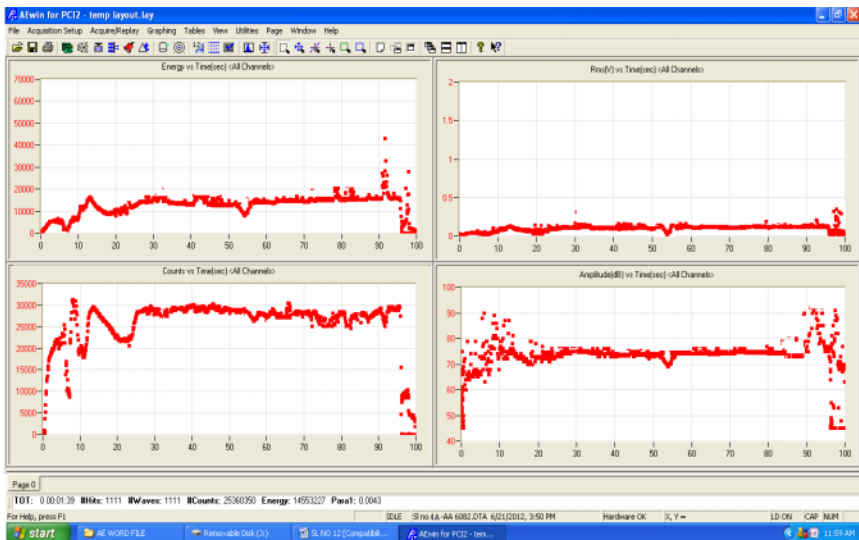 AEwin for PCI2 - temp layout.lay
File Acquisition Setup Acquire/Replay Graphing Tables View Utilities Page Window Help
Energy vs Time(sec) <All Channels>
70000
60000
50000
40000
30000
20000
10000
0
0 10 20 30 40 50 60 70 80 90 100
Rms(V) vs Time(sec) <All Channels>
2
1.5
1
0.5
0
0 10 20 30 40 50 60 70 80 90 100
Counts vs Time(sec) <All Channels>
35000
30000
25000
20000
15000
10000
5000
0
0 10 20 30 40 50 60 70 80 90 100
Amplitude(dB) vs Time(sec) <All Channels>
100
90
80
70
60
50
40
0 10 20 30 40 50 60 70 80 90 100
Page 0
TOT: 0 00:01:39 #Hits: 1111 #Waves: 1111 #Counts: 25360350 Energy: 14553227 Para1: 0.0043
For Help, press F1 IDLE Sl no 4A -AA 6082.DTA 6/21/2012, 3:50 PM Hardware OK X, Y = LD ON CAP NUM
start AE WORD FILE Removable Disk (J:) SL NO 12 [Compatibili... AEwin for PCI2 - tem... 11:59 AM